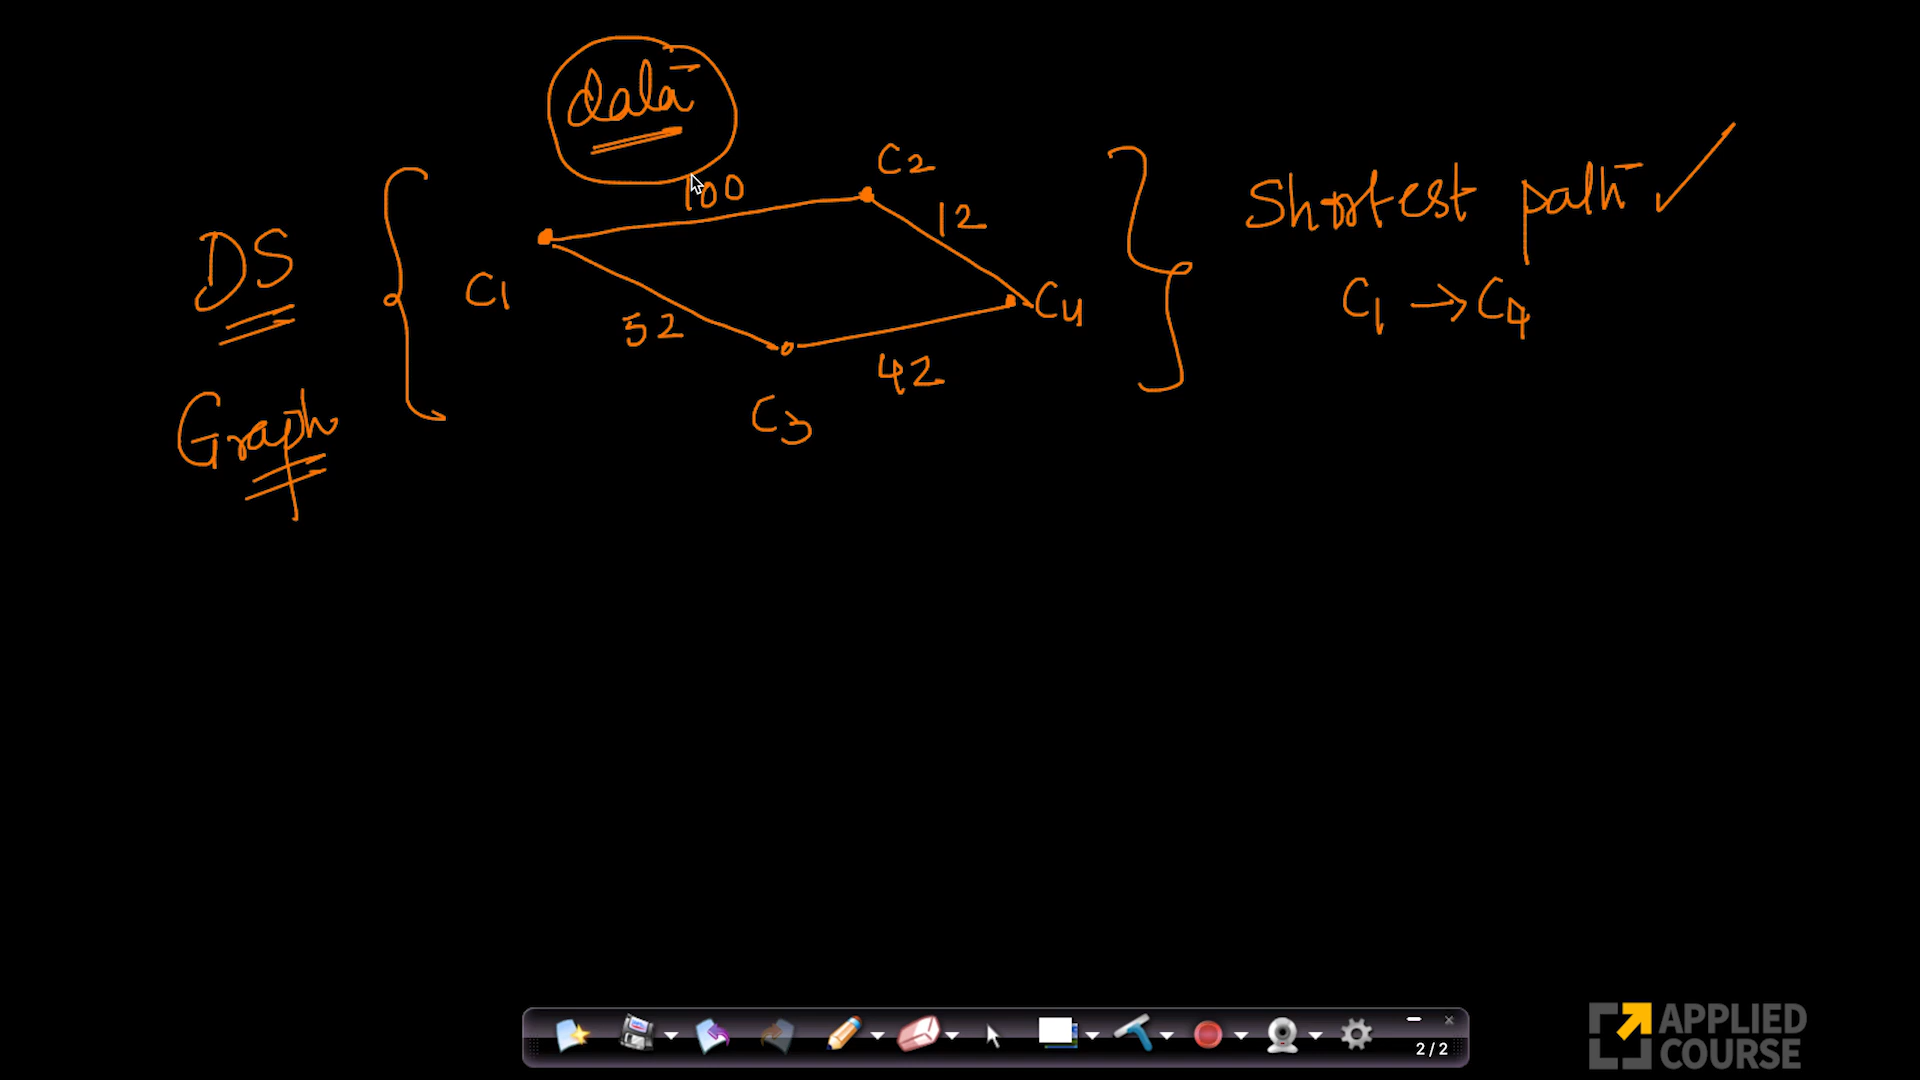 data
C2
100
12
Shortest path
DS
C1
C4
C1 → C4
52
42
Graph
C3
2/2
APPLIED
COURSE